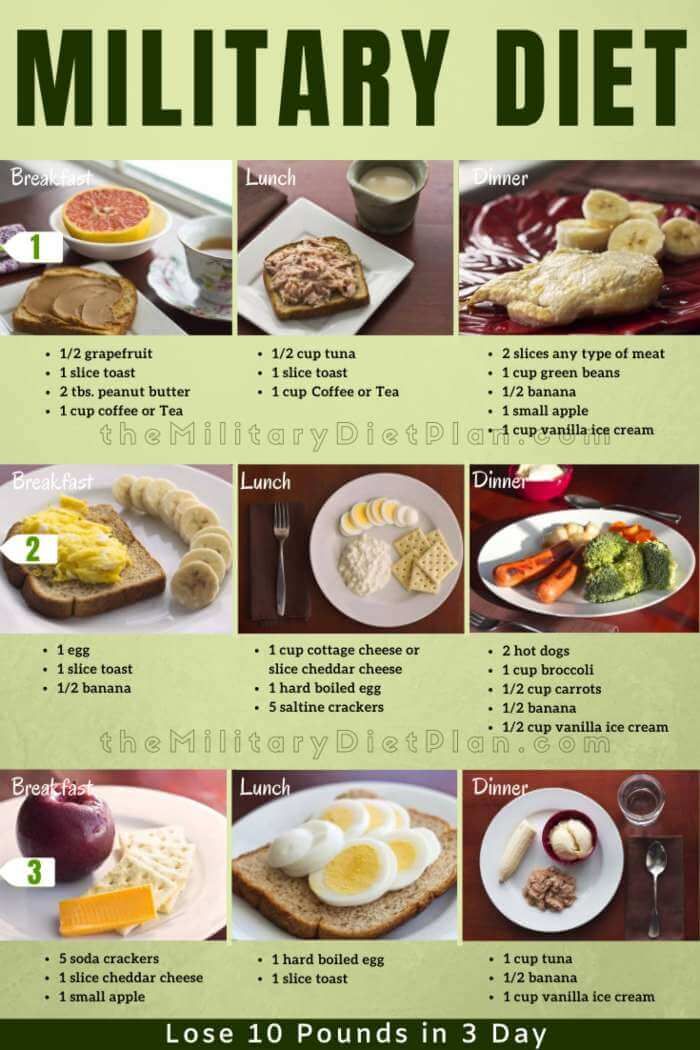 MILITARY DIET
Breakfast
Lunch
Dinner
1
• 1/2 grapefruit
• 1 slice toast
• 2 tbs. peanut butter
• 1 cup coffee or Tea
• 1/2 cup tuna
• 1 slice toast
• 1 cup Coffee or Tea
• 2 slices any type of meat
• 1 cup green beans
• 1/2 banana
• 1 small apple
• 1 cup vanilla ice cream
theMilitaryDietPlan.com
Breakfast
Lunch
Dinner
2
• 1 egg
• 1 slice toast
• 1/2 banana
• 1 cup cottage cheese or
slice cheddar cheese
• 1 hard boiled egg
• 5 saltine crackers
• 2 hot dogs
• 1 cup broccoli
• 1/2 cup carrots
• 1/2 banana
• 1/2 cup vanilla ice cream
theMilitaryDietPlan.com
Breakfast
Lunch
Dinner
3
• 5 soda crackers
• 1 slice cheddar cheese
• 1 small apple
• 1 hard boiled egg
• 1 slice toast
• 1 cup tuna
• 1/2 banana
• 1 cup vanilla ice cream
Lose 10 Pounds in 3 Day